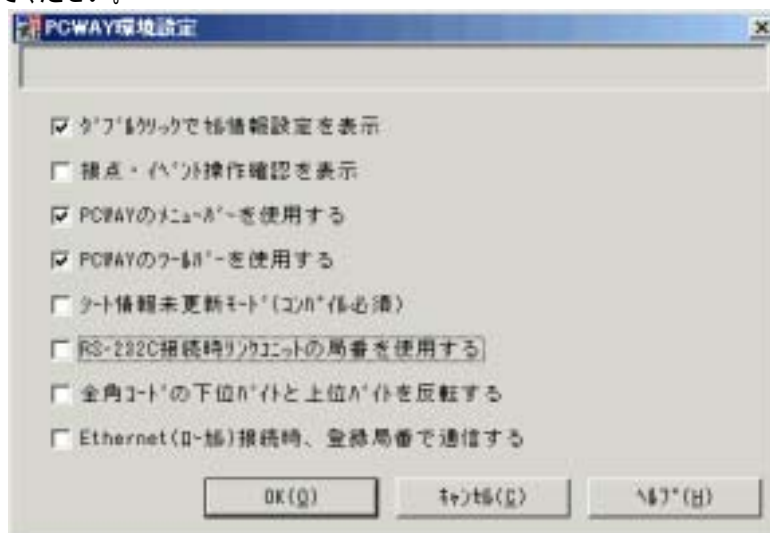 ください。
PCWAY環境設定
ﾀﾞﾌﾞﾙｸﾘｯｸでｾﾙ情報設定を表示
接点・ｲﾍﾞﾝﾄ操作確認を表示
PCWAYのﾒﾆｭｰﾊﾞｰを使用する
PCWAYのﾂｰﾙﾊﾞｰを使用する
ｼｰﾄ情報未更新ﾓｰﾄﾞ(ｺﾝﾊﾟｲﾙ必須)
RS-232C接続時ﾘﾝｸﾕﾆｯﾄの局番を使用する
全角ｺｰﾄﾞの下位ﾊﾞｲﾄと上位ﾊﾞｲﾄを反転する
Ethernet(ﾛｰｶﾙ)接続時、登録局番で通信する
OK(O) ｷｬﾝｾﾙ(C) ﾍﾙﾌﾟ(H)